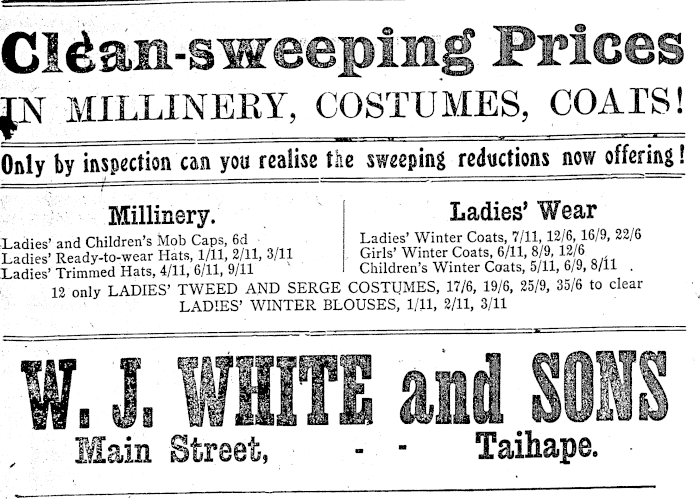 Clean-sweeping Prices
IN MILLINERY, COSTUMES, COATS!
Only by inspection can you realise the sweeping reductions now offering!
Millinery.
Ladies' and Children's Mob Caps, 6d
Ladies' Ready-to-wear Hats, 1/11, 2/11, 3/11
Ladies' Trimmed Hats, 4/11, 6/11, 9/11
Ladies' Wear
Ladies' Winter Coats, 7/11, 12/6, 16/9, 22/6
Girls' Winter Coats, 6/11, 8/9, 12/6
Children's Winter Coats, 5/11, 6/9, 8/11
12 only LADIES' TWEED AND SERGE COSTUMES, 17/6, 19/6, 25/9, 35/6 to clear
LADIES' WINTER BLOUSES, 1/11, 2/11, 3/11
W. J. WHITE and SONS
Main Street, - - Taihape.